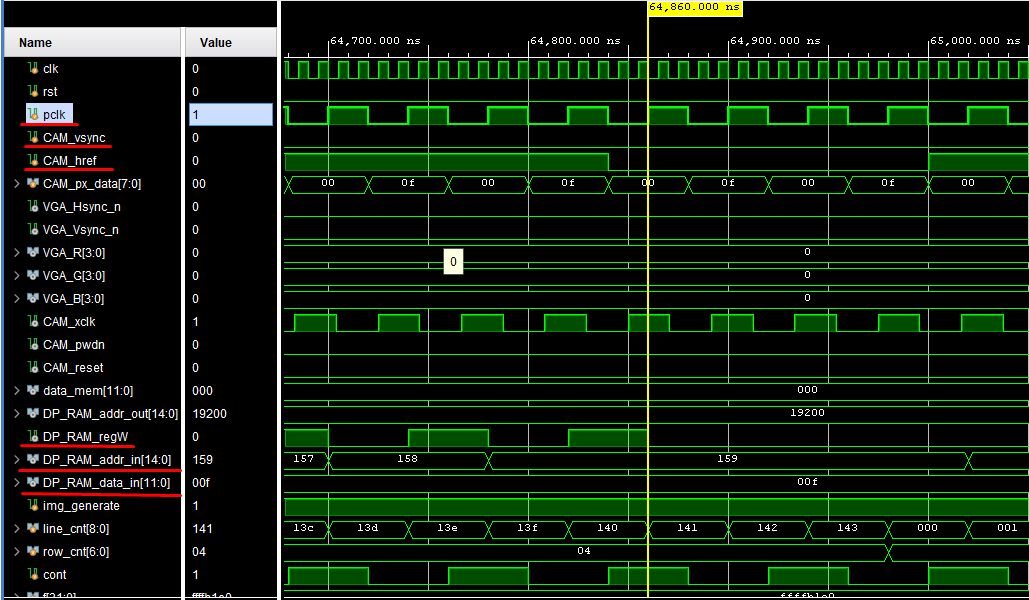 64,860.000 ns
Name Value
64,700.000 ns 64,800.000 ns 64,900.000 ns 65,000.000 ns
clk 0
rst 0
pclk 1
CAM_vsync 0
CAM_href 0
CAM_px_data[7:0] 00 00 0f 00 0f 00 0f 00 0f 00
VGA_Hsync_n 0
VGA_Vsync_n 0
VGA_R[3:0] 0 0
0
VGA_G[3:0] 0 0
VGA_B[3:0] 0 0
CAM_xclk 1
CAM_pwdn 0
CAM_reset 0
data_mem[11:0] 000 000
DP_RAM_addr_out[14:0] 19200 19200
DP_RAM_regW 0
DP_RAM_addr_in[14:0] 159 157 158 159
DP_RAM_data_in[11:0] 00f 00f
img_generate 1
line_cnt[8:0] 141 13c 13d 13e 13f 140 141 142 143 000 001
row_cnt[6:0] 04 04
cont 1